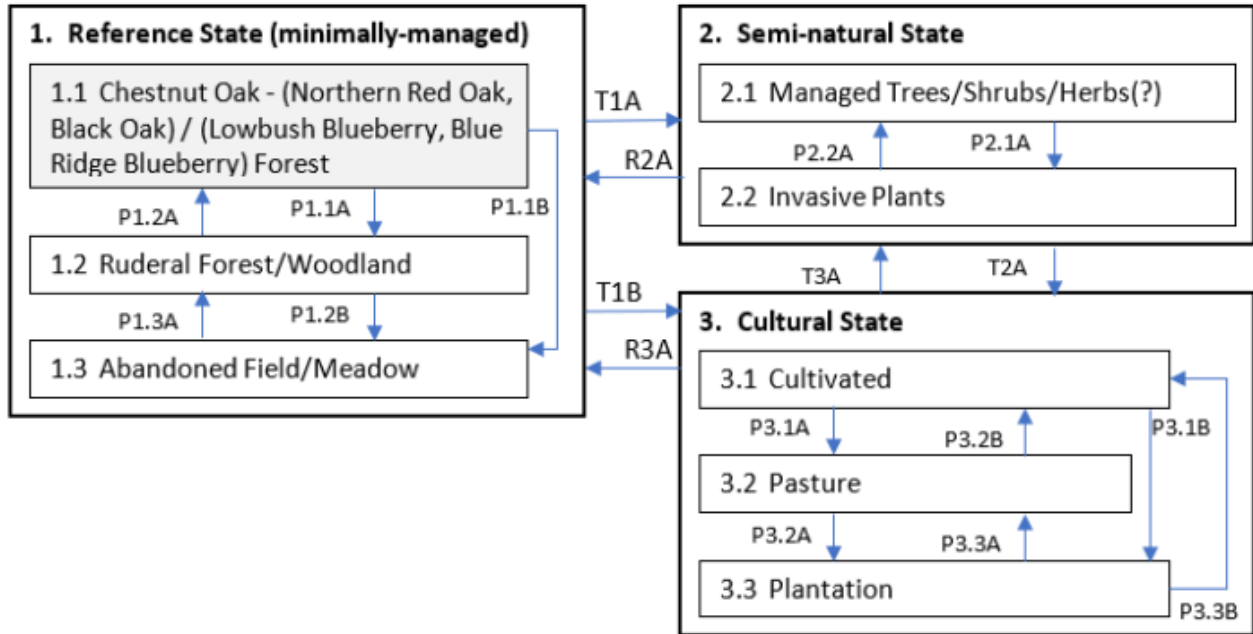 1. Reference State (minimally-managed)
1.1 Chestnut Oak - (Northern Red Oak,
Black Oak) / (Lowbush Blueberry, Blue
Ridge Blueberry) Forest
P1.2A
P1.1A
P1.1B
1.2 Ruderal Forest/Woodland
P1.3A
P1.2B
1.3 Abandoned Field/Meadow
T1A
R2A
T1B
R3A
2. Semi-natural State
2.1 Managed Trees/Shrubs/Herbs(?)
P2.2A
P2.1A
2.2 Invasive Plants
T3A
T2A
3. Cultural State
3.1 Cultivated
P3.1A
P3.2B
P3.1B
3.2 Pasture
P3.2A
P3.3A
3.3 Plantation
P3.3B